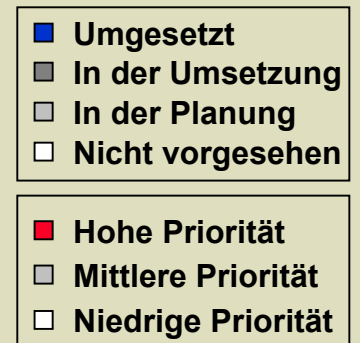 Umgesetzt
In der Umsetzung
In der Planung
Nicht vorgesehen
Hohe Priorität
Mittlere Priorität
Niedrige Priorität